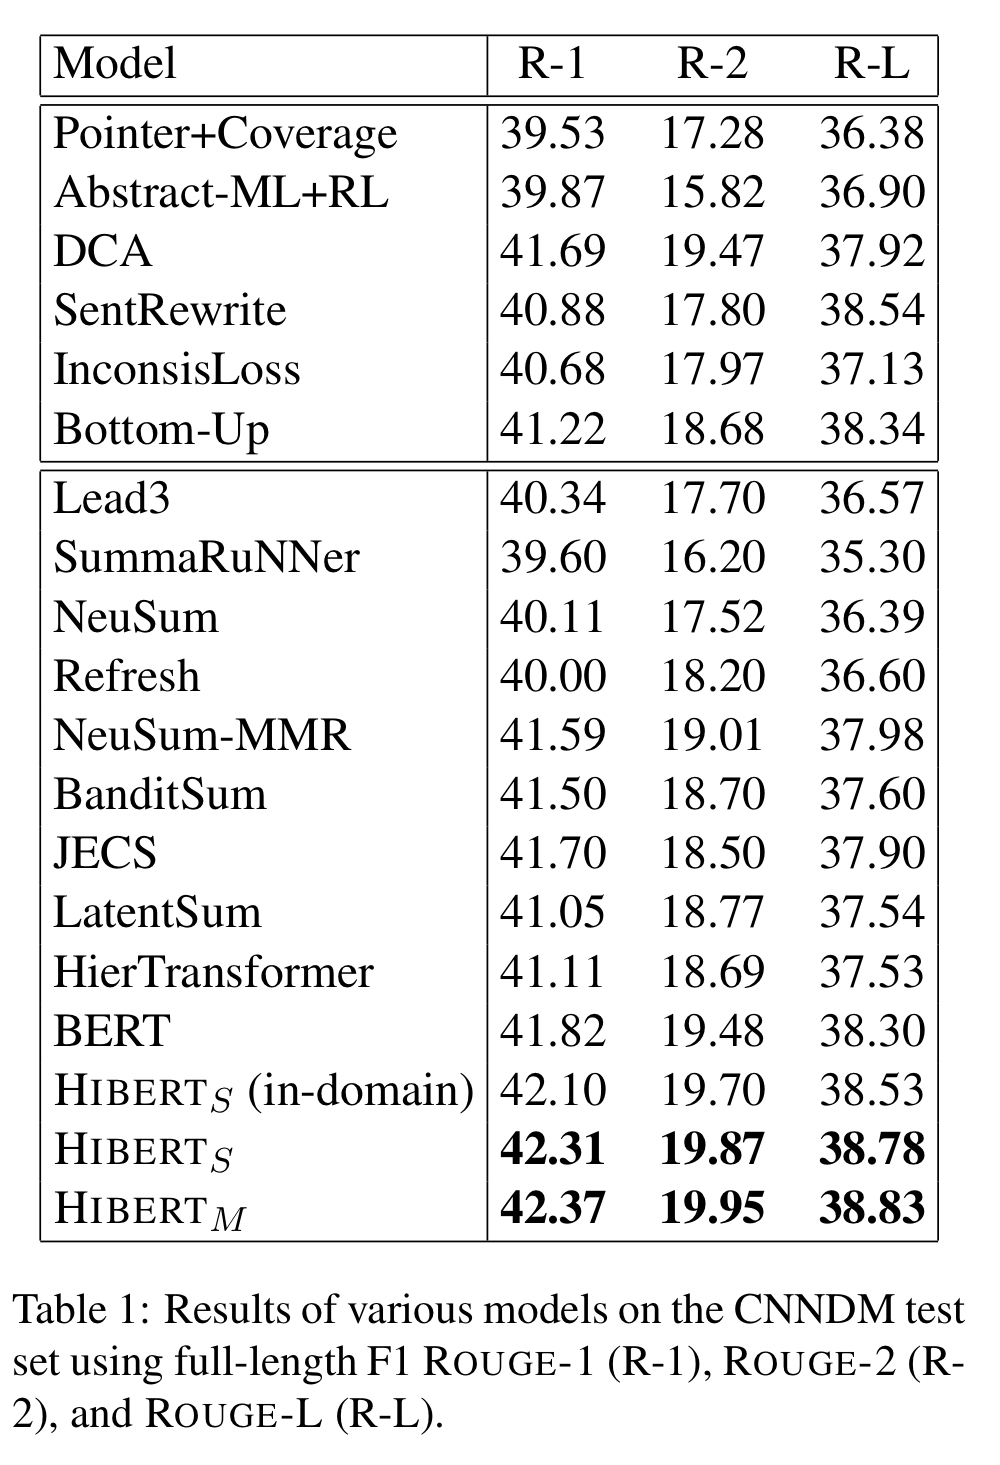 Model R-1 R-2 R-L
Pointer+Coverage 39.53 17.28 36.38
Abstract-ML+RL 39.87 15.82 36.90
DCA 41.69 19.47 37.92
SentRewrite 40.88 17.80 38.54
InconsisLoss 40.68 17.97 37.13
Bottom-Up 41.22 18.68 38.34
Lead3 40.34 17.70 36.57
SummaRuNNer 39.60 16.20 35.30
NeuSum 40.11 17.52 36.39
Refresh 40.00 18.20 36.60
NeuSum-MMR 41.59 19.01 37.98
BanditSum 41.50 18.70 37.60
JECS 41.70 18.50 37.90
LatentSum 41.05 18.77 37.54
HierTransformer 41.11 18.69 37.53
BERT 41.82 19.48 38.30
HIBERT_S (in-domain) 42.10 19.70 38.53
HIBERT_S 42.31 19.87 38.78
HIBERT_M 42.37 19.95 38.83
Table 1: Results of various models on the CNNDM test
set using full-length F1 ROUGE-1 (R-1), ROUGE-2 (R-
2), and ROUGE-L (R-L).